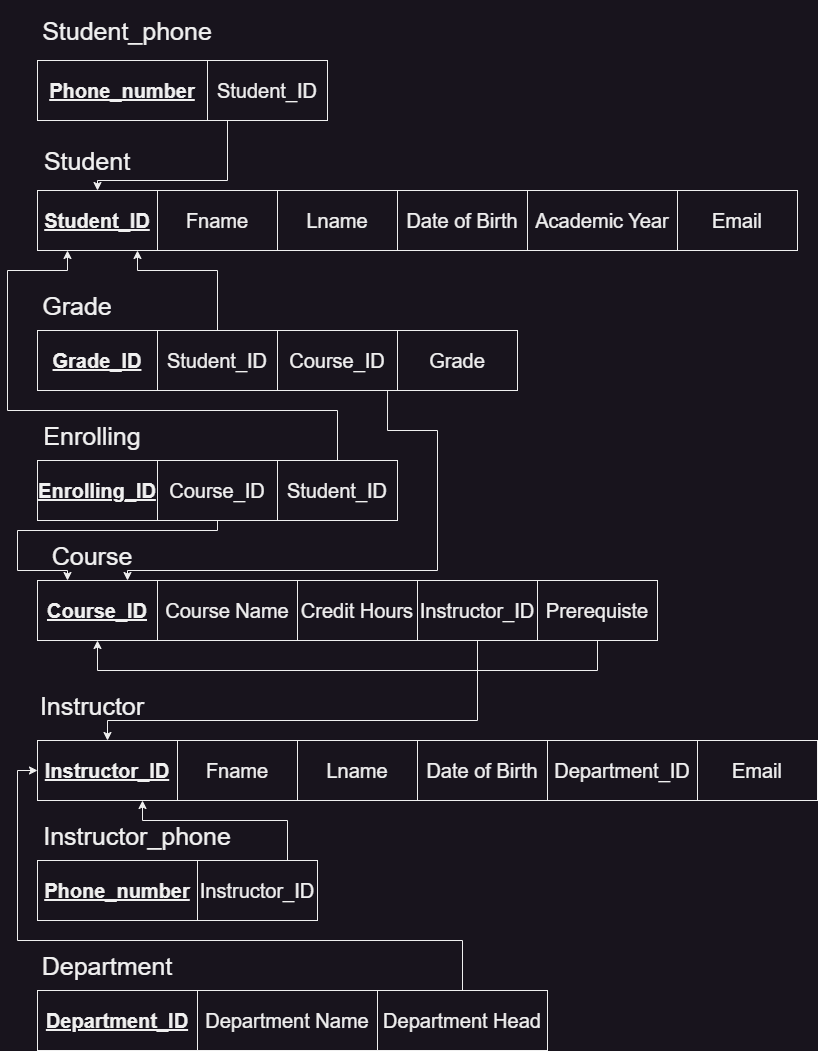 Student_phone
Phone_number Student_ID
Student
Student_ID Fname Lname Date of Birth Academic Year Email
Grade
Grade_ID Student_ID Course_ID Grade
Enrolling
Enrolling_ID Course_ID Student_ID
Course
Course_ID Course Name Credit Hours Instructor_ID Prerequiste
Instructor
Instructor_ID Fname Lname Date of Birth Department_ID Email
Instructor_phone
Phone_number Instructor_ID
Department
Department_ID Department Name Department Head